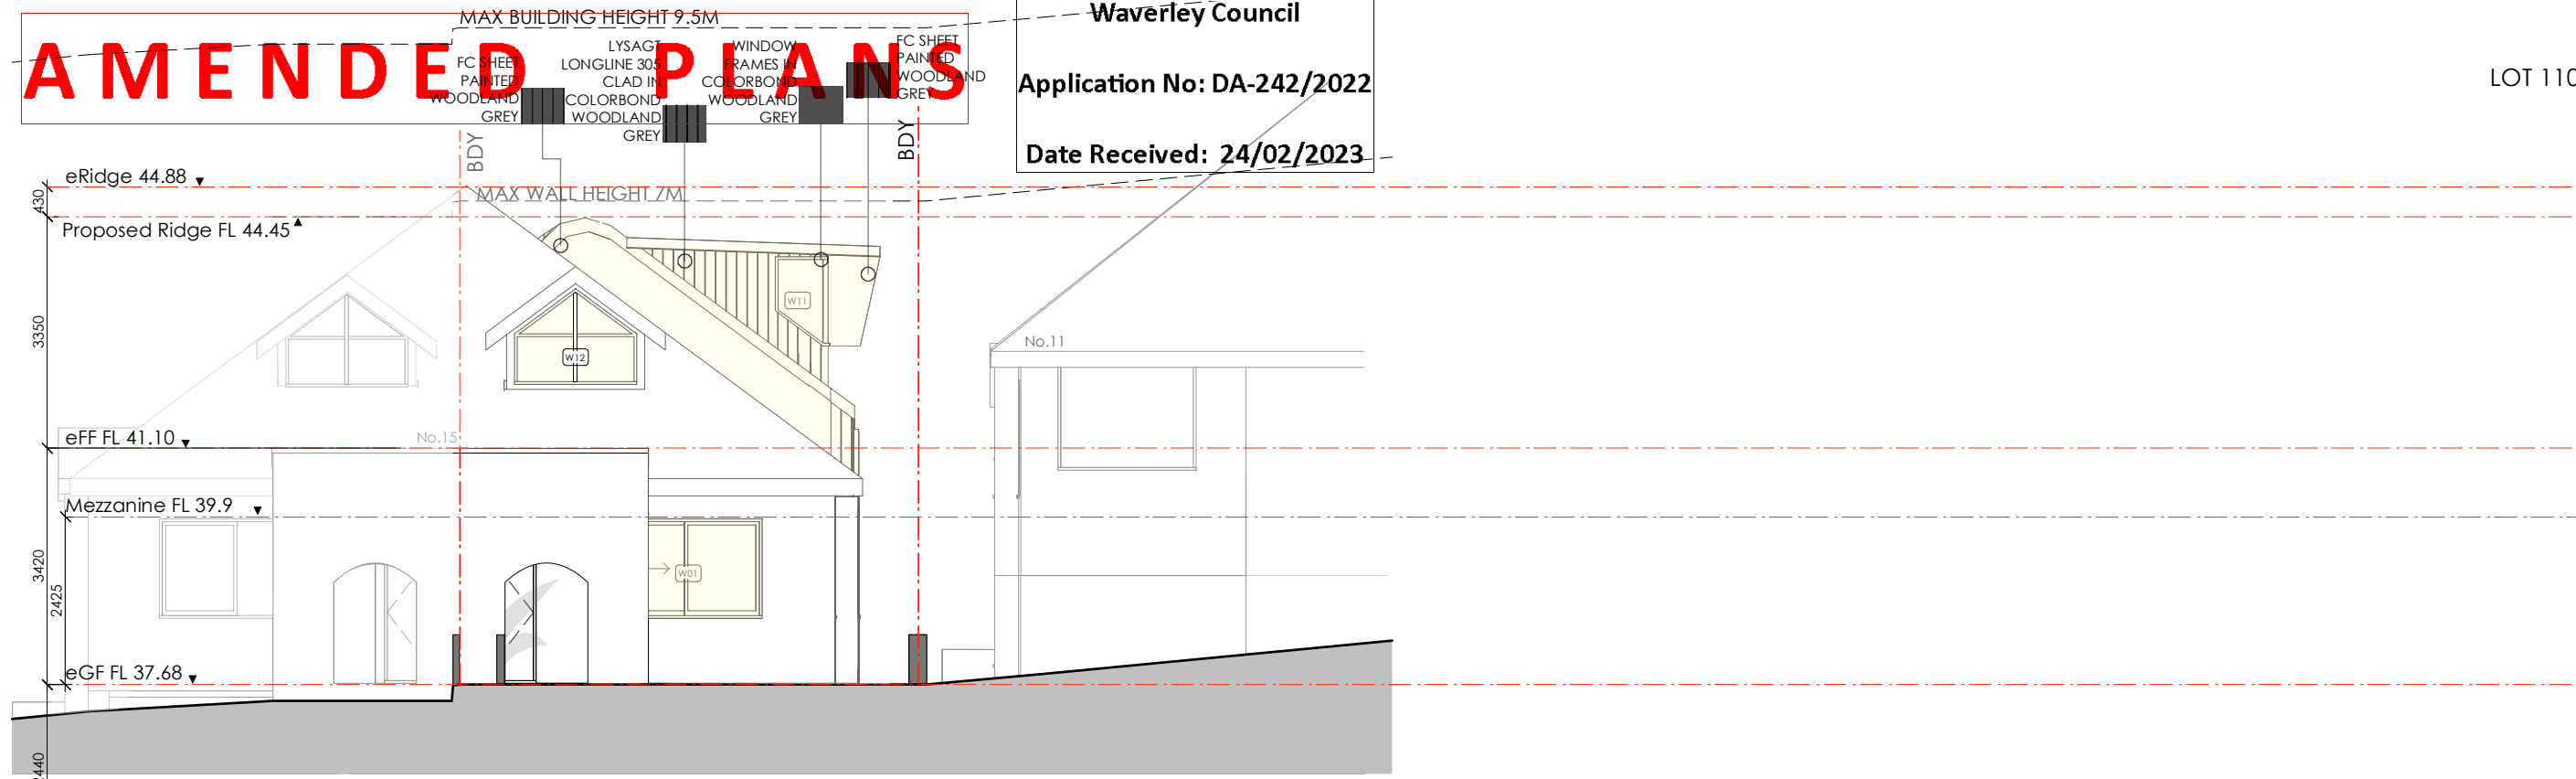 MAX BUILDING HEIGHT 9.5M
AMENDED PLANS
FC SHEET
PAINTED
WOODLAND
GREY
LYSAGT
LONGLINE 305
CLAD IN
COLORBOND
WOODLAND
GREY
WINDOW
FRAMES IN
COLORBOND
WOODLAND
GREY
FC SHEET
PAINTED
WOODLAND
GREY
Waverley Council
Application No: DA-242/2022
Date Received: 24/02/2023
LOT 110
BDY
BDY
eRidge 44.88
MAX WALL HEIGHT 7M
430
Proposed Ridge FL 44.45
W11
3350
No.11
W12
eFF FL 41.10
No.15
Mezzanine FL 39.9
3420
2425
W01
eGF FL 37.68
2440